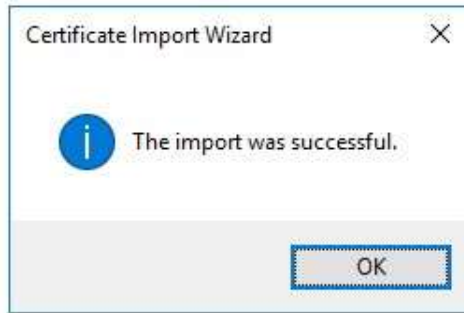 Certificate Import Wizard
The import was successful.
OK